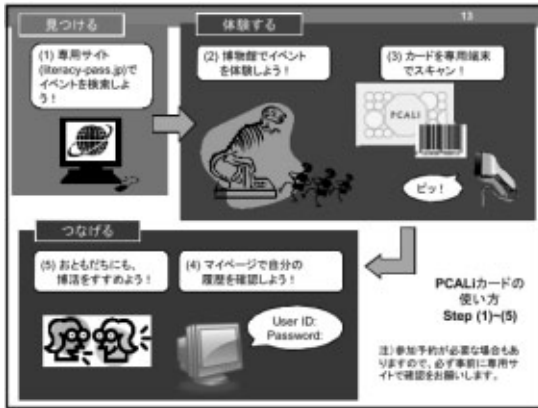 見つける
(1) 専用サイト
(literacy-pass.jp)で
イベントを検索しよ
う！
体験する
13
(2) 博物館でイベント
を体験しよう！
(3) カードを専用端末
でスキャン！
PCALi
ピッ！
つなげる
(5) おともだちにも、
博活をすすめよう！
(4) マイページで自分の
履歴を確認しよう！
User ID:
Password:
PCALiカードの
使い方
Step (1)~(5)
注）参加予約が必要な場合もあ
りますので、必ず事前に専用サ
イトで確認をお願いします。